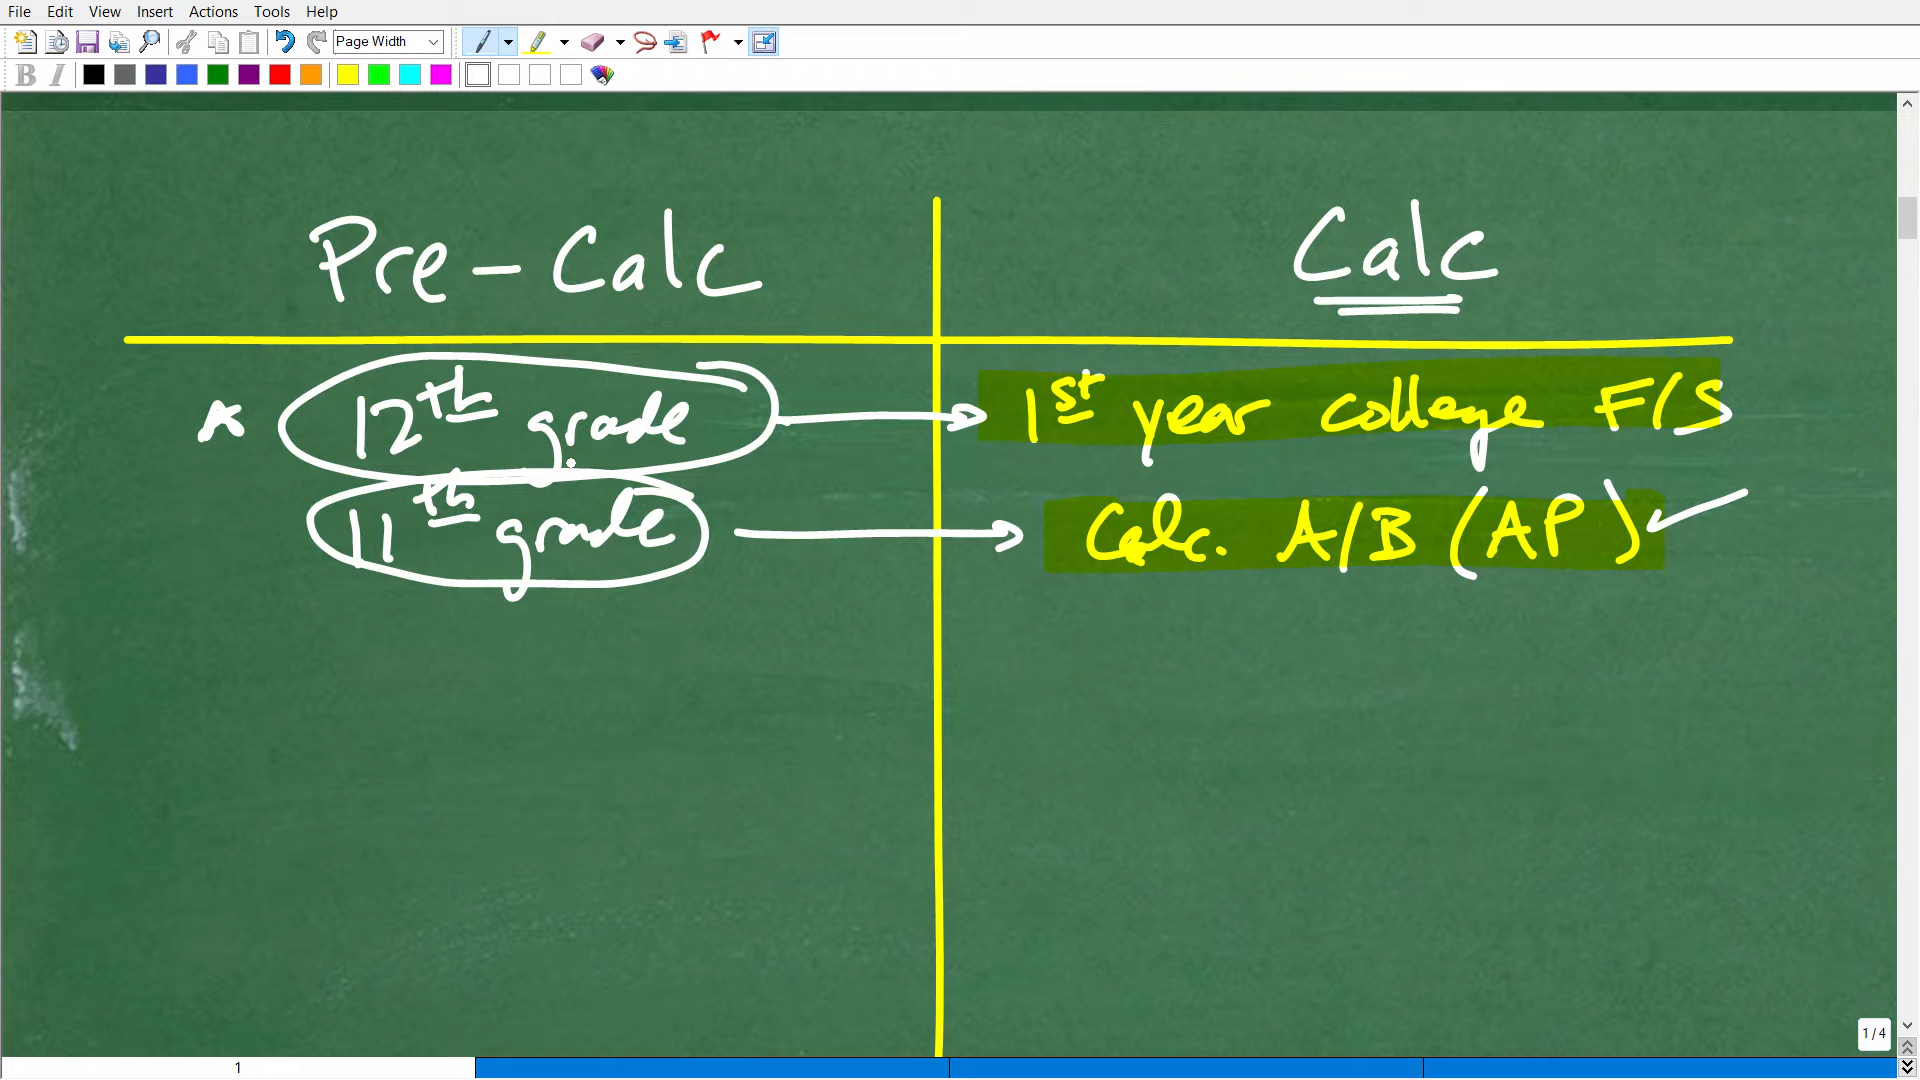 File Edit View Insert Actions Tools Help
Page Width
B I
Pre-Calc
Calc
12th grade
1st year college F/S
11th grade
Calc. A/B (AP)
1/4
1